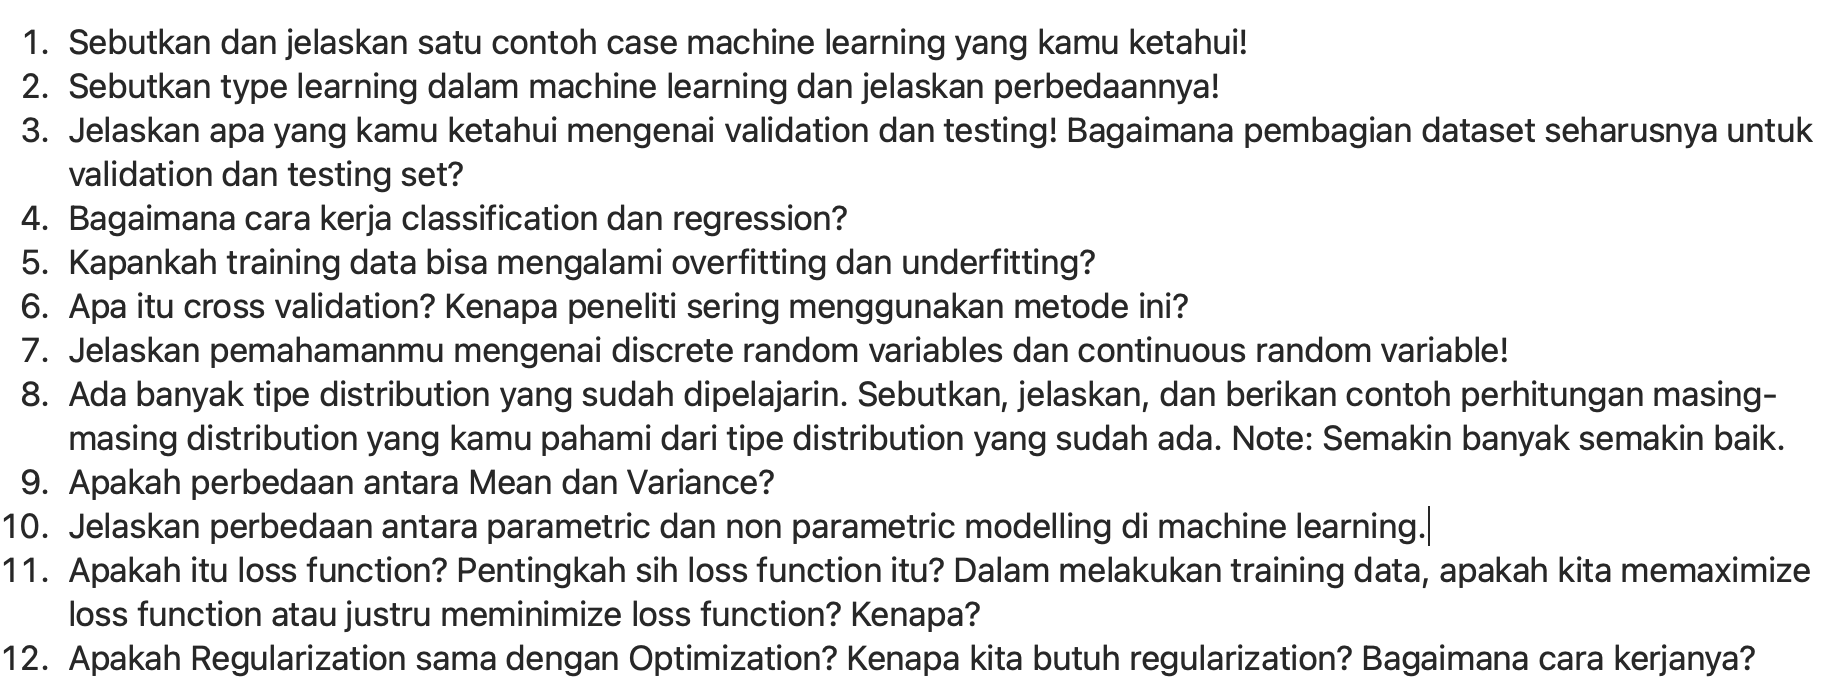 1. Sebutkan dan jelaskan satu contoh case machine learning yang kamu ketahui!
2. Sebutkan type learning dalam machine learning dan jelaskan perbedaannya!
3. Jelaskan apa yang kamu ketahui mengenai validation dan testing! Bagaimana pembagian dataset seharusnya untuk
validation dan testing set?
4. Bagaimana cara kerja classification dan regression?
5. Kapankah training data bisa mengalami overfitting dan underfitting?
6. Apa itu cross validation? Kenapa peneliti sering menggunakan metode ini?
7. Jelaskan pemahamanmu mengenai discrete random variables dan continuous random variable!
8. Ada banyak tipe distribution yang sudah dipelajarin. Sebutkan, jelaskan, dan berikan contoh perhitungan masing-
masing distribution yang kamu pahami dari tipe distribution yang sudah ada. Note: Semakin banyak semakin baik.
9. Apakah perbedaan antara Mean dan Variance?
10. Jelaskan perbedaan antara parametric dan non parametric modelling di machine learning.
11. Apakah itu loss function? Pentingkah sih loss function itu? Dalam melakukan training data, apakah kita memaximize
loss function atau justru meminimize loss function? Kenapa?
12. Apakah Regularization sama dengan Optimization? Kenapa kita butuh regularization? Bagaimana cara kerjanya?